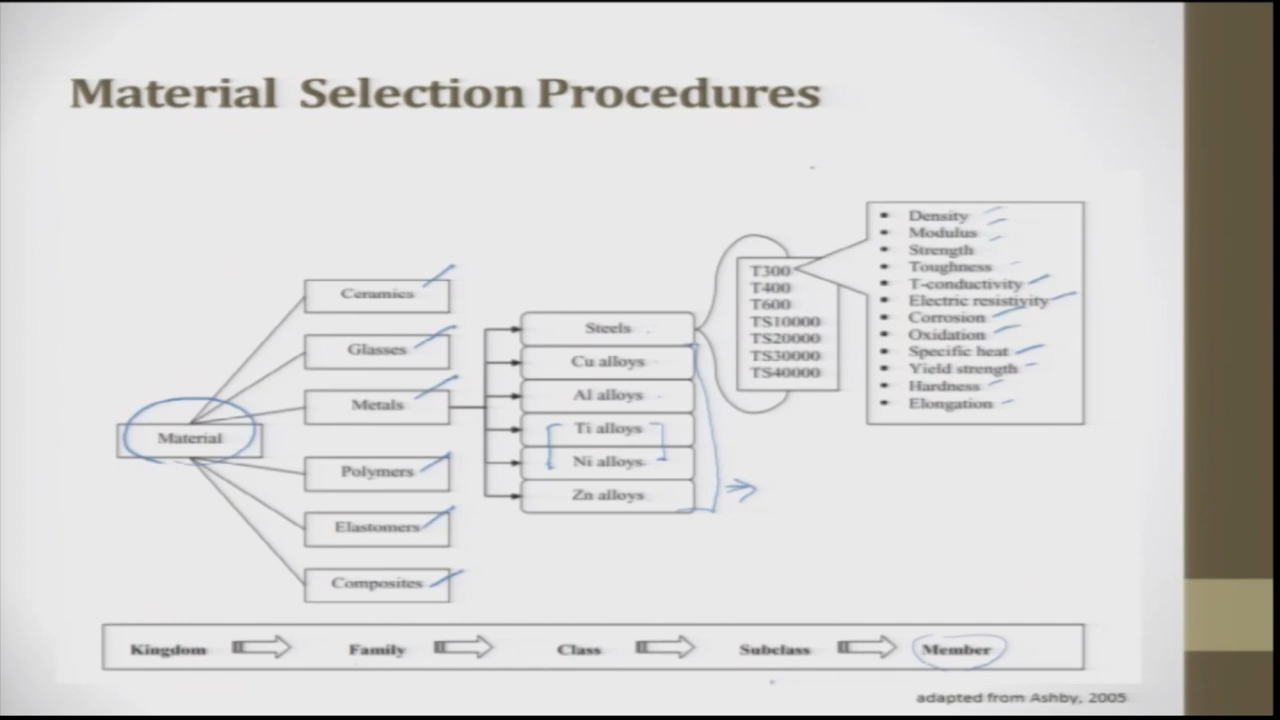 Material Selection Procedures
Material
Ceramics
Glasses
Metals
Polymers
Elastomers
Composites
Steels
Cu alloys
Al alloys
Ti alloys
Ni alloys
Zn alloys
T300
T400
T600
TS10000
TS20000
TS30000
TS40000
• Density
• Modulus
• Strength
• Toughness
• T-conductivity
• Electric resistivity
• Corrosion
• Oxidation
• Specific heat
• Yield strength
• Hardness
• Elongation
Kingdom Family Class Subclass Member
adapted from Ashby, 2005